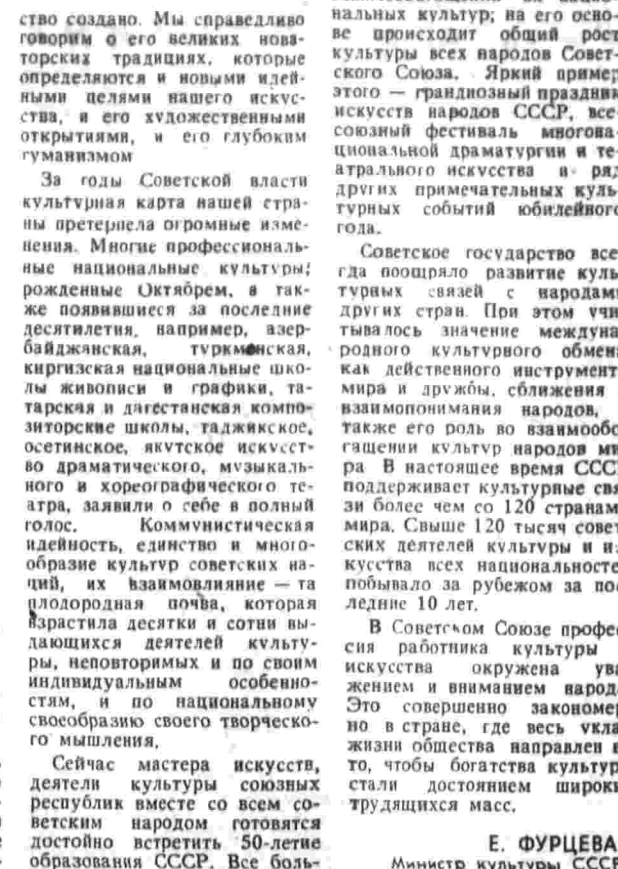 ство создано. Мы справедливо
говорим о его великих нова-
торских традициях, которые
определяются и новыми идей-
ными целями нашего искус-
ства, и его художественными
открытиями, и его глубоким
гуманизмом
За годы Советской власти
культурная карта нашей стра-
ны претерпела огромные изме-
нения. Многие профессиональ-
ные национальные культуры,
рожденные Октябрем, а так-
же появившиеся за последние
десятилетия, например, азер-
байджанская, туркменская,
киргизская национальные шко-
лы живописи и графики, та-
тарская и дагестанская компо-
зиторские школы, таджикское,
осетинское, якутское искусст-
во драматического, музыкаль-
ного и хореографического те-
атра, заявили о себе в полный
голос. Коммунистическая
идейность, единство и много-
образие культур советских на-
ций, их взаимовлияние — та
плодородная почва, которая
взрастила десятки и сотни вы-
дающихся деятелей культу-
ры, неповторимых и по своим
индивидуальным особенно-
стям, и по национальному
своеобразию своего творческо-
го мышления.
Сейчас мастера искусств,
деятели культуры союзных
республик вместе со всем со-
ветским народом готовятся
достойно встретить 50-летие
образования СССР. Все боль-
нальных культур; на его осно-
ве происходит общий рост
культуры всех народов Совет-
ского Союза. Яркий пример
этого — грандиозный праздник
искусств народов СССР, все-
союзный фестиваль многона-
циональной драматургии и те-
атрального искусства и ряд
других примечательных куль-
турных событий юбилейного
года.
Советское государство все-
гда поощряло развитие куль-
турных связей с народами
других стран. При этом учи-
тывалось значение междуна-
родного культурного обмена
как действенного инструмент
мира и дружбы, сближения
взаимопонимания народов,
также его роль во взаимообо
гащении культур народов ми
ра В настоящее время СССР
поддерживает культурные свя
зи более чем со 120 странам
мира. Свыше 120 тысяч совет
ских деятелей культуры и ис
кусства всех национальносте
побывало за рубежом за по
ледние 10 лет.
В Советском Союзе профес
сия работника культуры
искусства окружена ува
жением и вниманием народ
Это совершенно закономер
но в стране, где весь укла
жизни общества направлен н
то, чтобы богатства культур
стали достоянием широки
трудящихся масс.
Е. ФУРЦЕВА
Министр культуры СССР